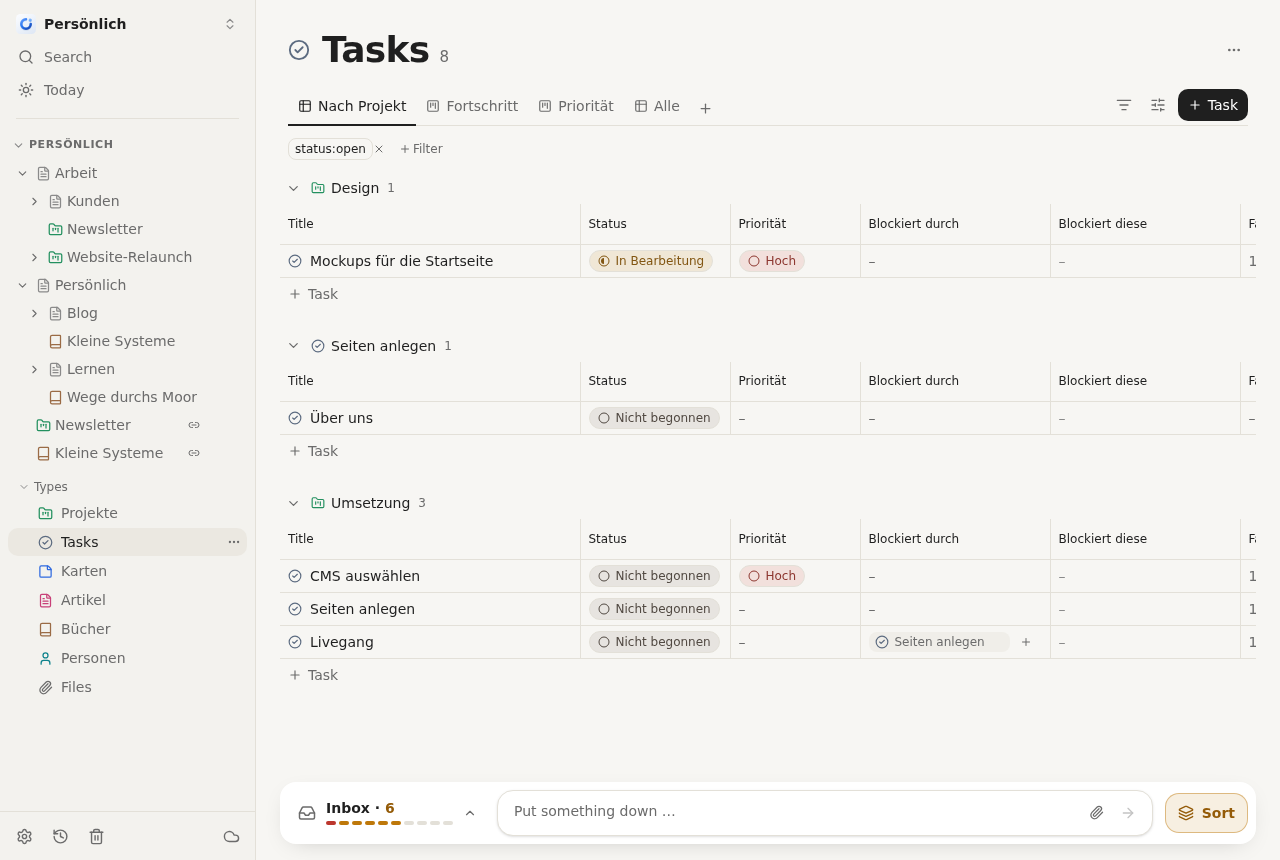 Persönlich
Search
Today
PERSÖNLICH
Arbeit
Kunden
Newsletter
Website-Relaunch
Persönlich
Blog
Kleine Systeme
Lernen
Wege durchs Moor
Newsletter
Kleine Systeme
Types
Projekte
Tasks
Karten
Artikel
Bücher
Personen
Files
Tasks 8
Nach Projekt Fortschritt Priorität Alle
Task
status:open Filter
Design 1
Title Status Priorität Blockiert durch Blockiert diese
Mockups für die Startseite In Bearbeitung Hoch – – 1
Task
Seiten anlegen 1
Title Status Priorität Blockiert durch Blockiert diese
Über uns Nicht begonnen – – – –
Task
Umsetzung 3
Title Status Priorität Blockiert durch Blockiert diese
CMS auswählen Nicht begonnen Hoch – – 1
Seiten anlegen Nicht begonnen – – – 1
Livegang Nicht begonnen – Seiten anlegen – 1
Task
Inbox · 6
Put something down …
Sort